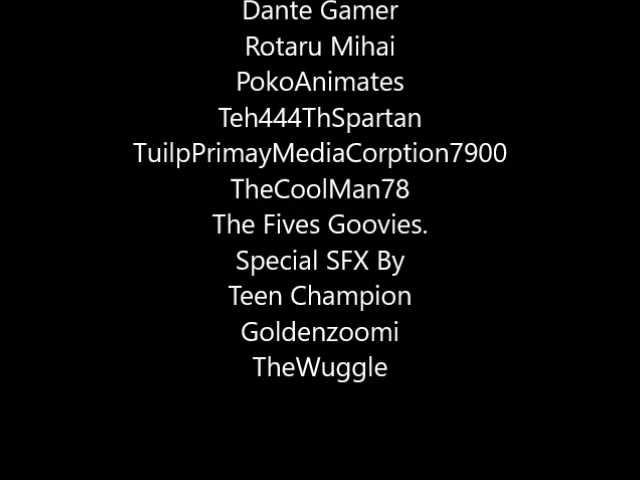 Dante Gamer
Rotaru Mihai
PokoAnimates
Teh444ThSpartan
TuilpPrimayMediaCorption7900
TheCoolMan78
The Fives Goovies.
Special SFX By
Teen Champion
Goldenzoomi
TheWuggle